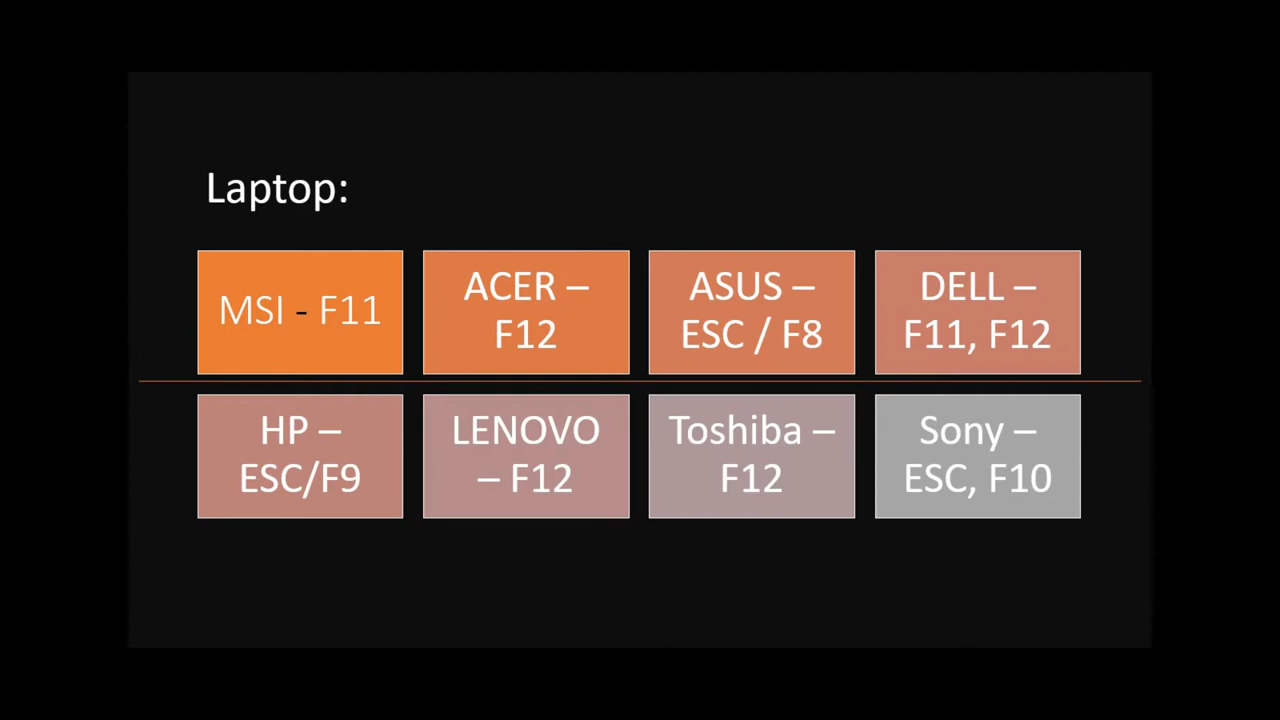 Laptop:
MSI - F11
ACER –
F12
ASUS –
ESC / F8
DELL –
F11, F12
HP –
ESC/F9
LENOVO
– F12
Toshiba –
F12
Sony –
ESC, F10